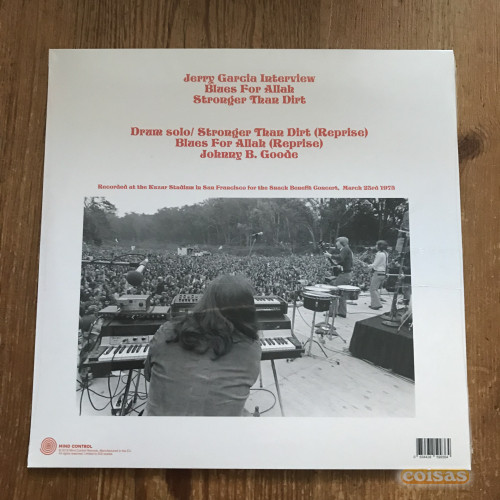 Jerry Garcia Interview
Blues For Allah
Stronger Than Dirt
Drum solo/ Stronger Than Dirt (Reprise)
Blues For Allah (Reprise)
Johnny B. Goode
Recorded at the Kezar Stadium in San Francisco for the Snack Benefit Concert, March 23rd 1975
MIND CONTROL
coisas